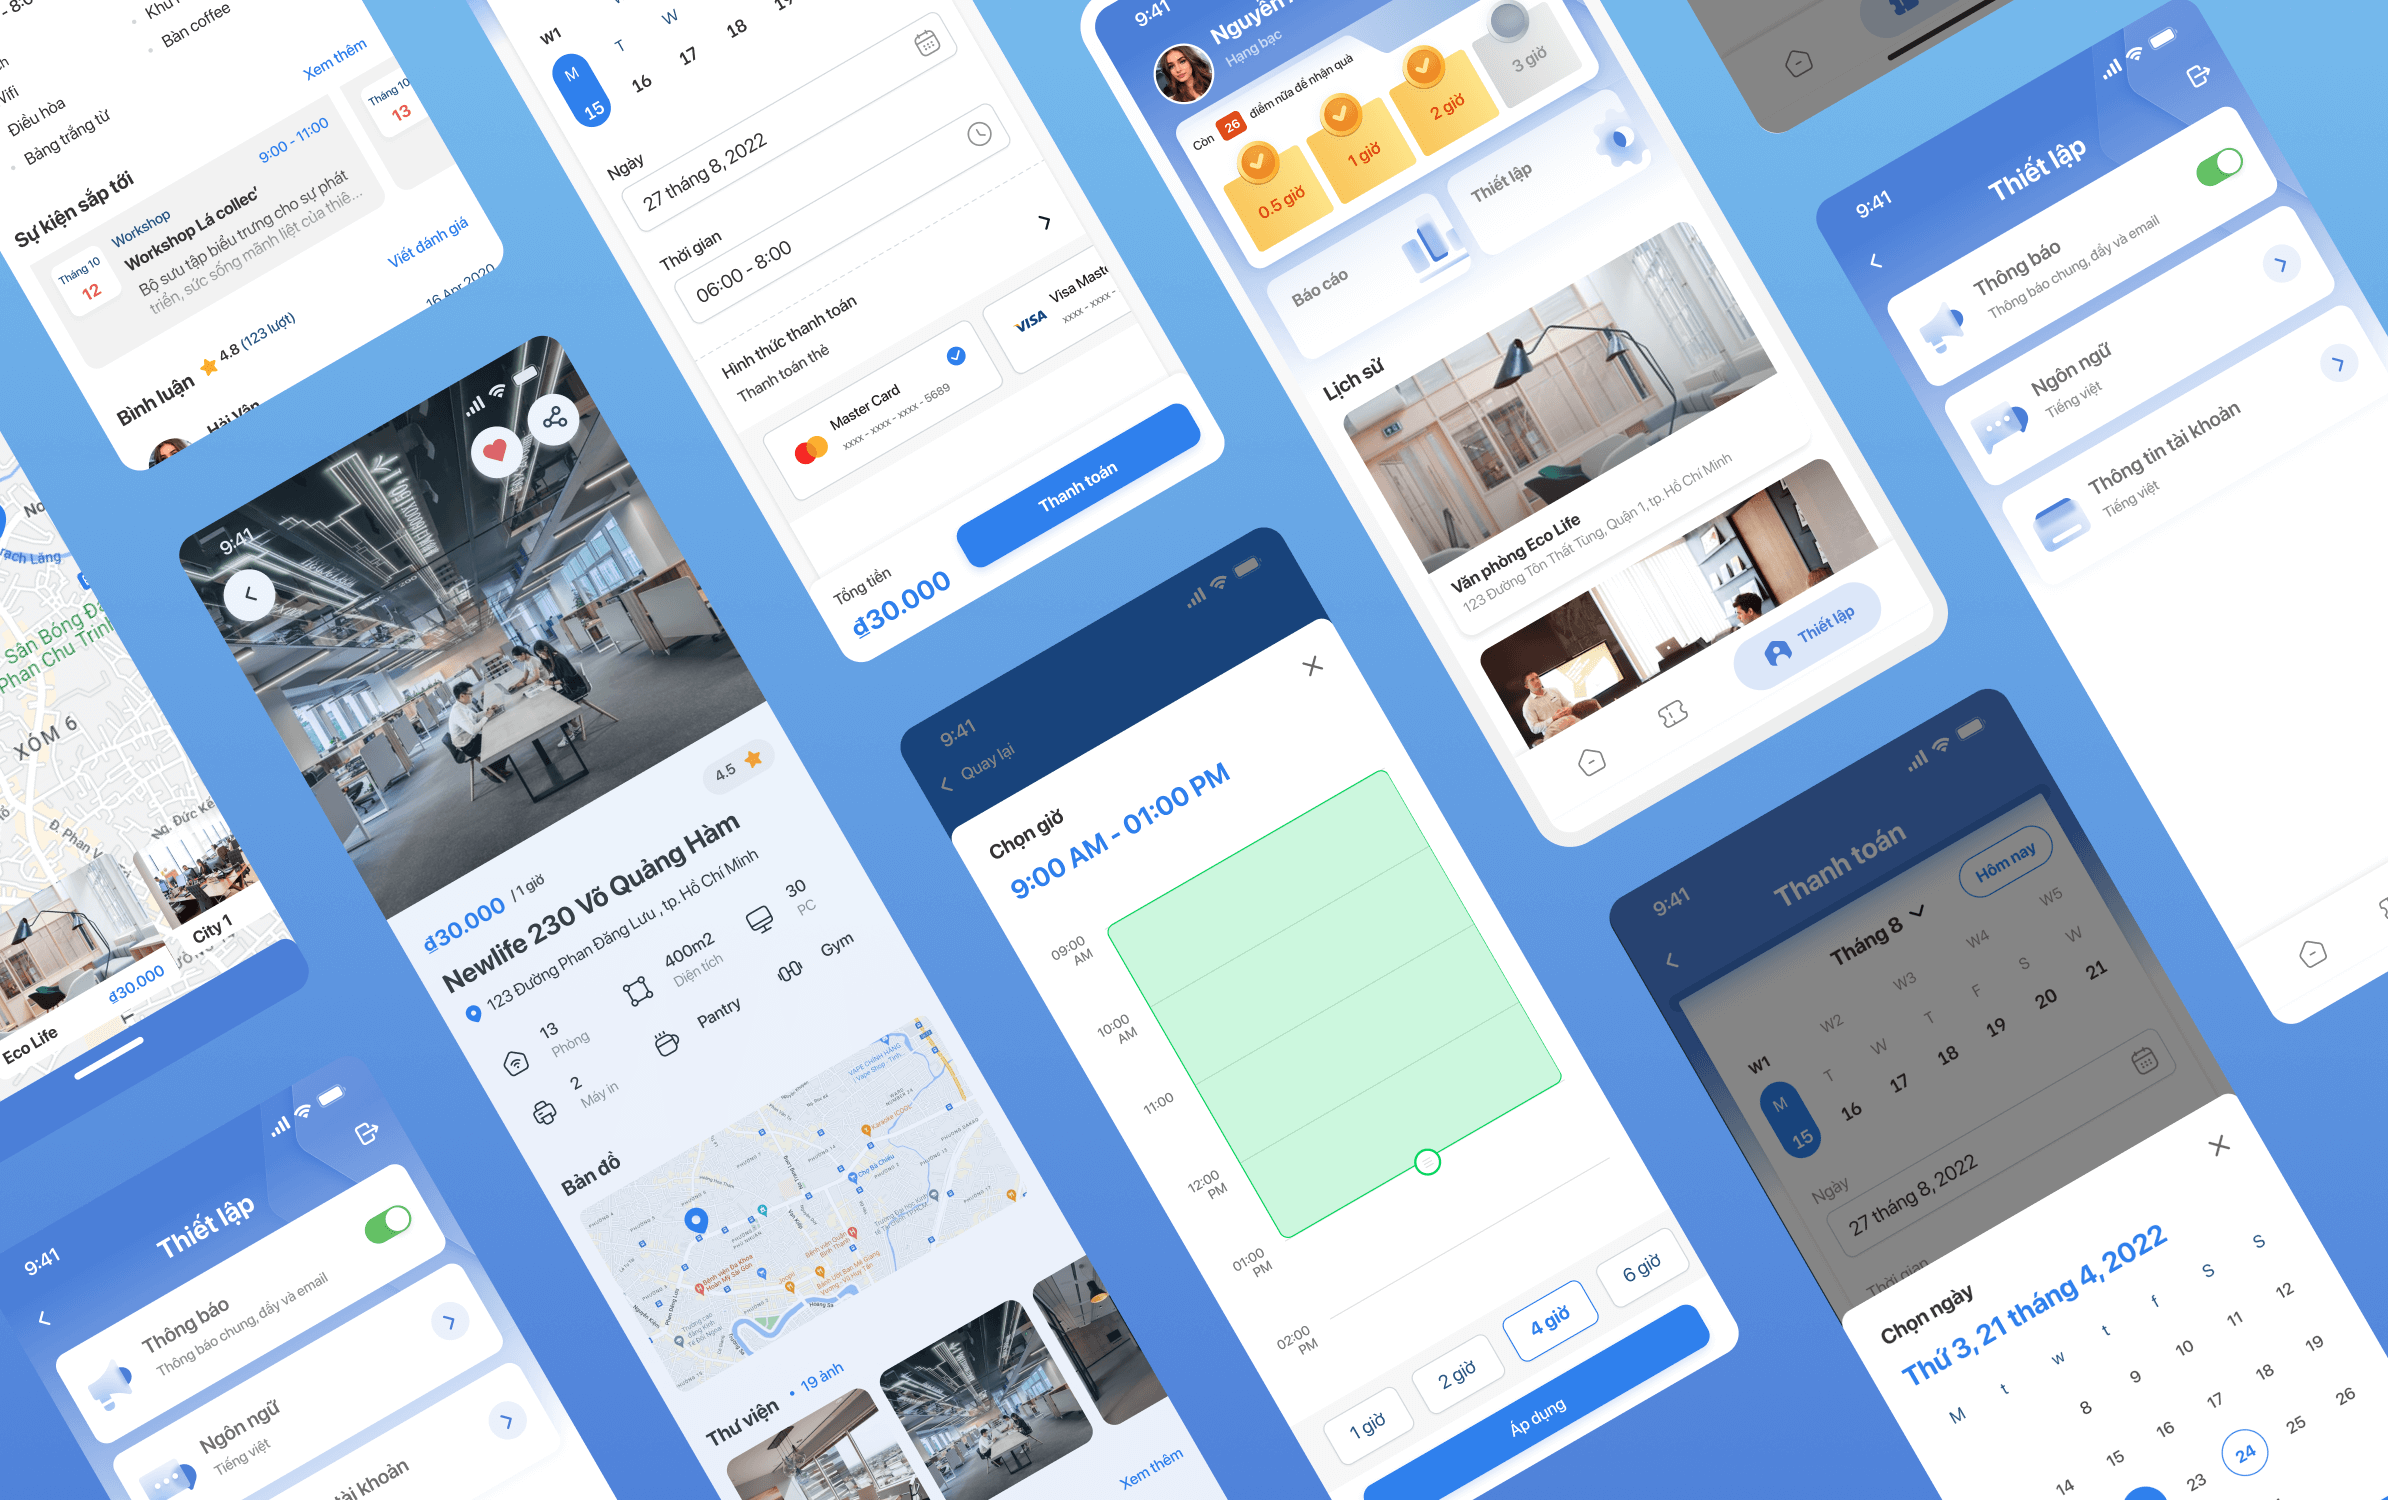 Điều hòa
Bàn coffee
Bảng trắng từ
Xem thêm
Sự kiện sắp tới
Tháng 10
12
Workshop
9:00 - 11:00
Workshop Lá collec'
Bộ sưu tập biểu trưng cho sự phát
triển, sức sống mãnh liệt của thiê...
Tháng 10
13
Bình luận
4.8 (123 lượt)
Viết đánh giá
Hải Vân
16 Apr 2020
Sân Bóng Đá
Phan Chu Trinh
XÓM 6
Đ. Phan V
Ng. Đức Kế
City 1
Eco Life
₫30.000
9:41
Thiết lập
Thông báo
Thông báo chung, đẩy và email
Ngôn ngữ
Tiếng việt
9:41
4.5
₫30.000 / 1 giờ
Newlife 230 Võ Quảng Hàm
123 Đường Phan Đăng Lưu , tp. Hồ Chí Minh
13
Phòng
400m2
Diện tích
30
PC
2
Máy in
Pantry
Gym
Bản đồ
Thư viện
• 19 ảnh
Xem thêm
W1
T
W
M
15
16
17
18
Ngày
27 tháng 8, 2022
Thời gian
06:00 - 8:00
Hình thức thanh toán
Thanh toán thẻ
Master Card
xxxx - xxxx - xxxx - 5689
VISA
Visa Maste
xxxx - xxxx -
Tổng tiền
₫30.000
Thanh toán
9:41
Quay lại
Chọn giờ
9:00 AM - 01:00 PM
09:00
AM
10:00
AM
11:00
12:00
PM
01:00
PM
02:00
PM
1 giờ
2 giờ
4 giờ
6 giờ
Áp dụng
9:41
Hạng bạc
Còn 26 điểm nữa để nhận quà
0.5 giờ
1 giờ
2 giờ
3 giờ
Báo cáo
Thiết lập
Lịch sử
Văn phòng Eco Life
123 Đường Tôn Thất Tùng, Quận 1, tp. Hồ Chí Minh
Thiết lập
9:41
Thiết lập
Thông báo
Thông báo chung, đẩy và email
Ngôn ngữ
Tiếng việt
Thông tin tài khoản
Tiếng việt
9:41
Thanh toán
Tháng 8
Hôm nay
W1
W2
W3
W4
W5
M
T
W
T
F
S
W
15
16
17
18
19
20
21
Ngày
27 tháng 8, 2022
Thời gian
Chọn ngày
Thứ 3, 21 tháng 4, 2022
M
t
w
t
f
S
S
8
9
10
11
12
14
15
16
17
18
19
23
24
25
26